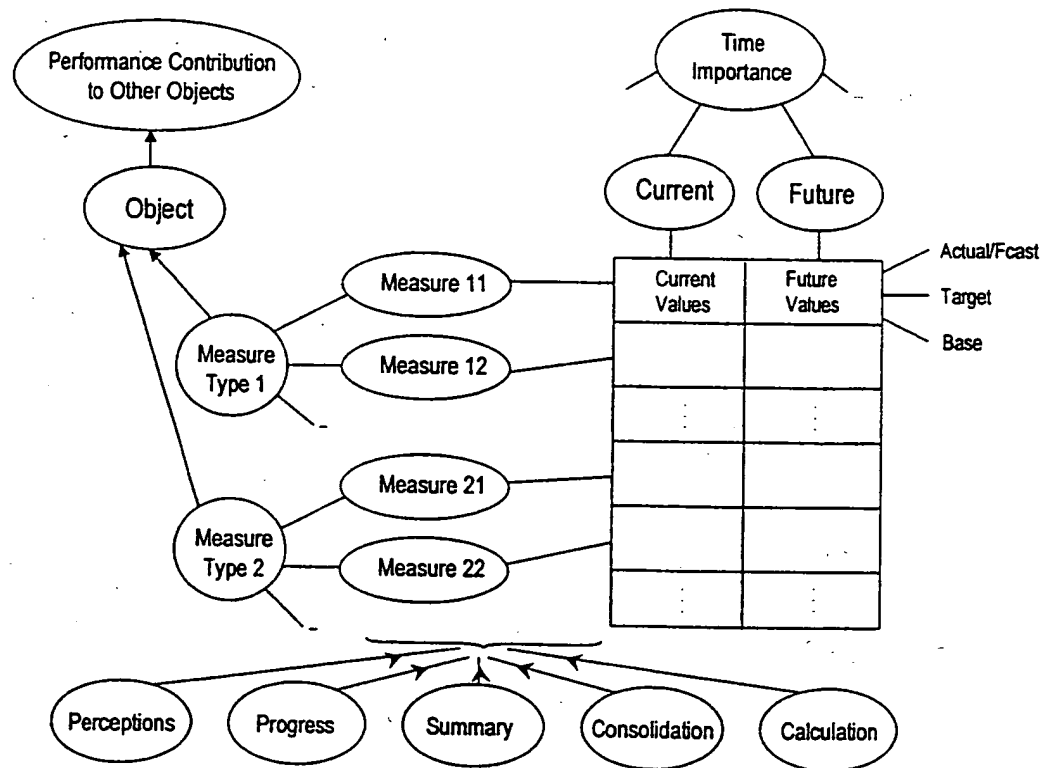 Performance Contribution
to Other Objects
Time
Importance
Object
Current
Future
Actual/Fcast
Target
Base
Current
Values
Future
Values
Measure 11
Measure
Type 1
Measure 12
Measure 21
Measure
Type 2
Measure 22
Perceptions
Progress
Summary
Consolidation
Calculation